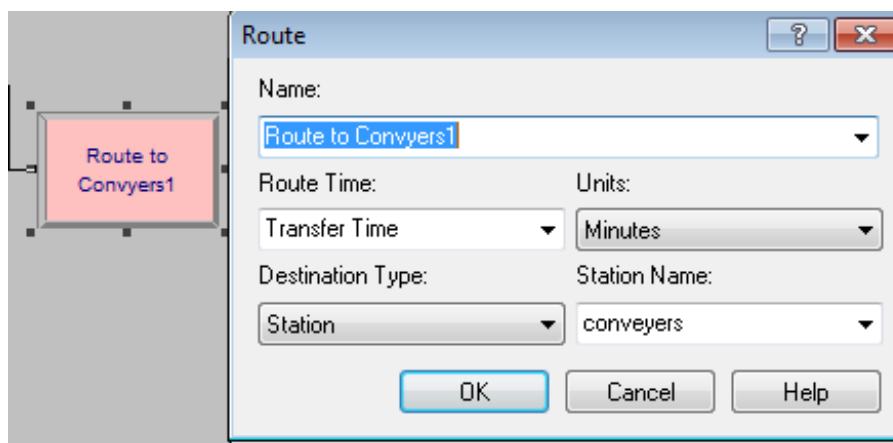 Route to
Convyers1
Route
Name:
Route to Convyers1
Route Time:
Units:
Transfer Time
Minutes
Destination Type:
Station Name:
Station
conveyers
OK
Cancel
Help